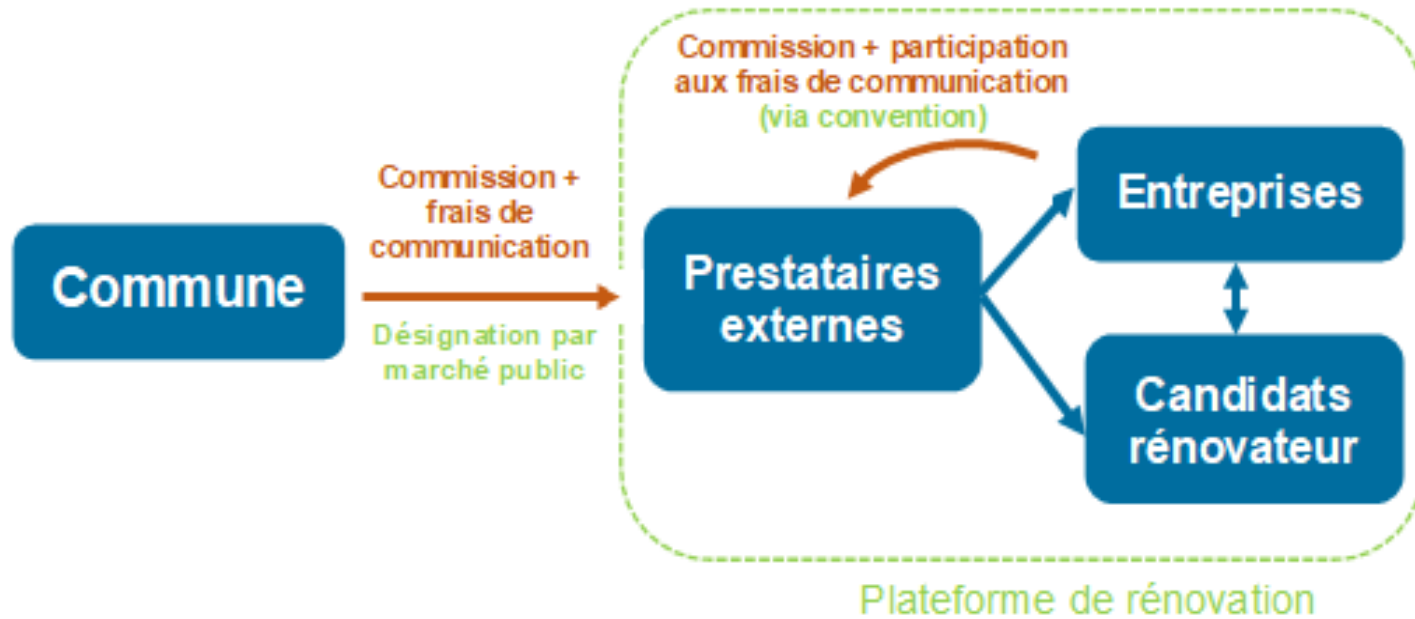 Commission + participation
aux frais de communication
(via convention)
Commission +
frais de
communication
Entreprises
Commune
Prestataires
externes
Désignation par
marché public
Candidats
rénovateur
Plateforme de rénovation